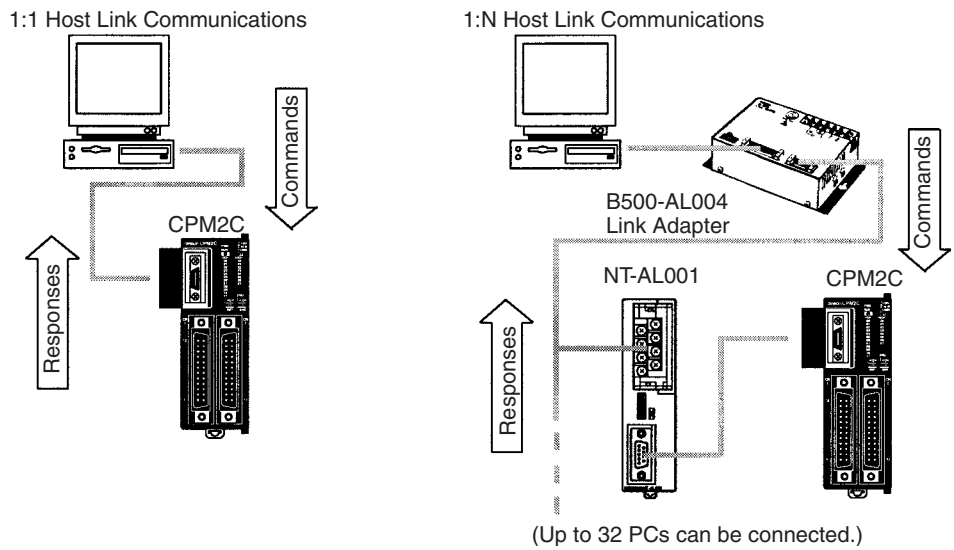 1:1 Host Link Communications
Commands
CPM2C
Responses
1:N Host Link Communications
B500-AL004
Link Adapter
Commands
NT-AL001
CPM2C
Responses
(Up to 32 PCs can be connected.)